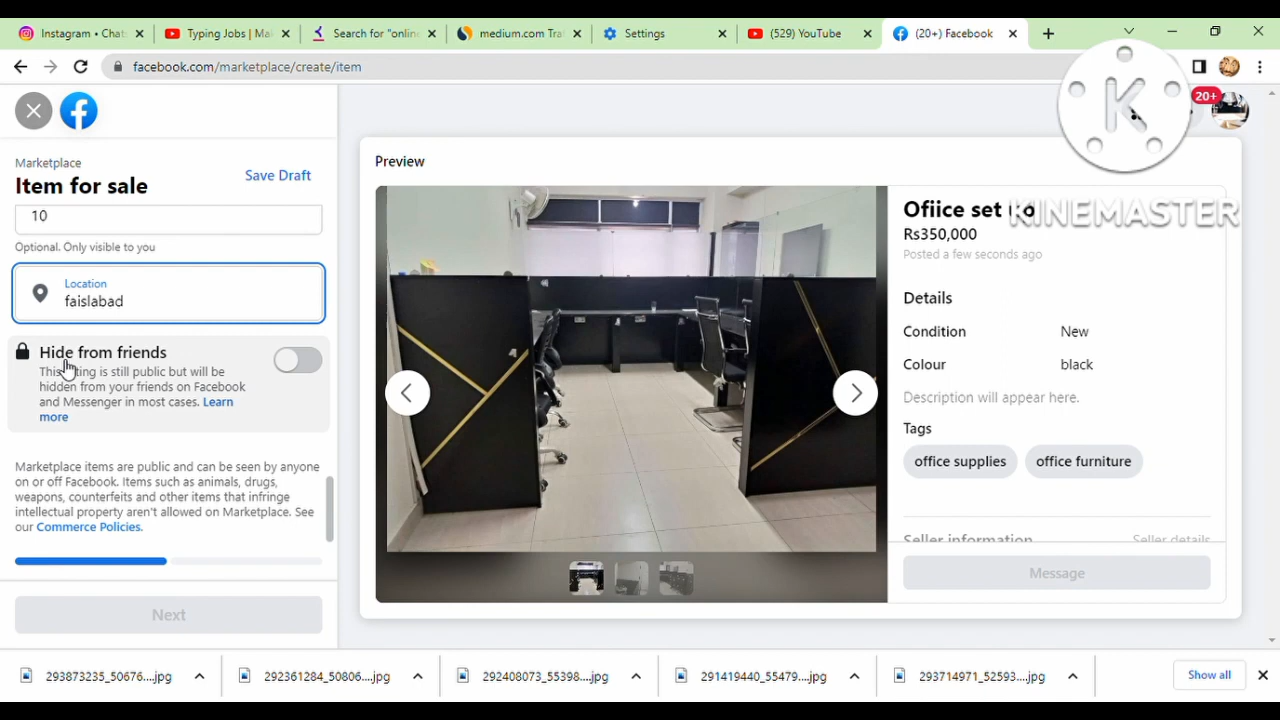 Instagram • Chat
Typing Jobs | Ma
Search for "onlin
medium.com Tra
Settings
(529) YouTube
(20+) Facebook
facebook.com/marketplace/create/item
20+
K
KINEMASTER
Marketplace
Item for sale
Save Draft
10
Optional. Only visible to you
Location
faislabad
Hide from friends
This ting is still public but will be
hidden from your friends on Facebook
and Messenger in most cases. Learn
more
Marketplace items are public and can be seen by anyone
on or off Facebook. Items such as animals, drugs,
weapons, counterfeits and other items that infringe
intellectual property aren't allowed on Marketplace. See
our Commerce Policies.
Next
Preview
Ofiice set
Rs350,000
Posted a few seconds ago
Details
Condition New
Colour black
Description will appear here.
Tags
office supplies office furniture
Seller information Seller details
Message
293873235_50676....jpg
292361284_50806....jpg
292408873_55398....jpg
291419440_55479....jpg
293714971_52593....jpg
Show all